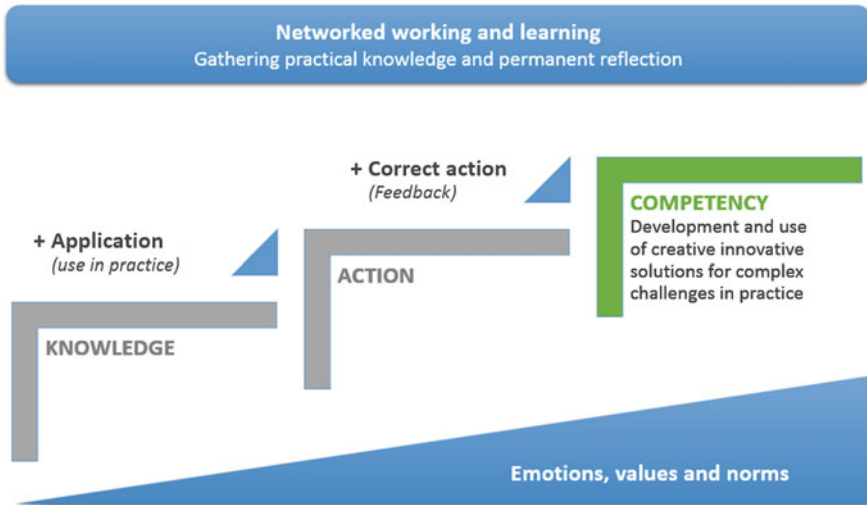 Networked working and learning
Gathering practical knowledge and permanent reflection
+ Correct action
(Feedback)
COMPETENCY
Development and use
of creative innovative
solutions for complex
challenges in practice
+ Application
(use in practice)
ACTION
KNOWLEDGE
Emotions, values and norms